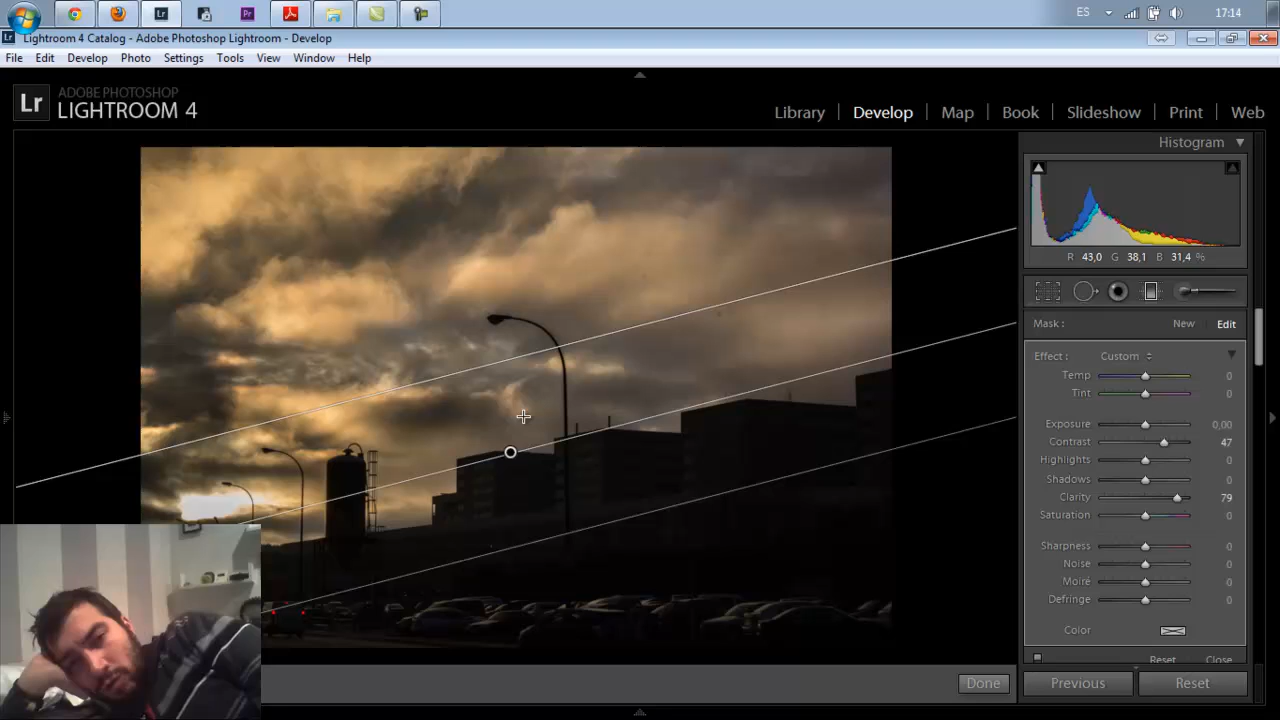 ES 17:14
Lightroom 4 Catalog - Adobe Photoshop Lightroom - Develop
File Edit Develop Photo Settings Tools View Window Help
Lr ADOBE PHOTOSHOP
LIGHTROOM 4
Library | Develop | Map | Book | Slideshow | Print | Web
Histogram
R 43,0 G 38,1 B 31,4 %
Mask : New Edit
Effect : Custom
Temp 0
Tint 0
Exposure 0,00
Contrast 47
Highlights 0
Shadows 0
Clarity 79
Saturation 0
Sharpness 0
Noise 0
Moiré 0
Defringe 0
Color
Reset Close
Done Previous Reset